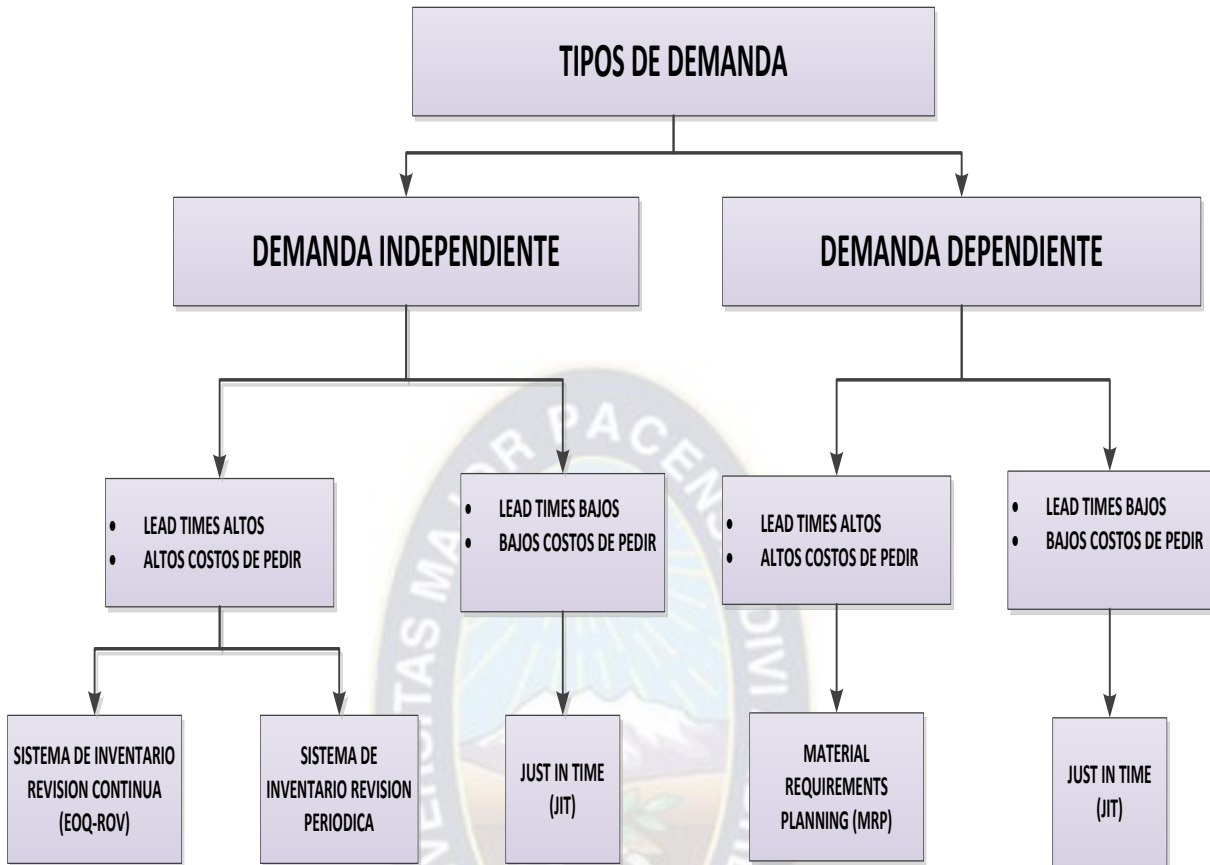 TIPOS DE DEMANDA
DEMANDA INDEPENDIENTE
DEMANDA DEPENDIENTE
• LEAD TIMES ALTOS
• ALTOS COSTOS DE PEDIR
• LEAD TIMES BAJOS
• BAJOS COSTOS DE PEDIR
• LEAD TIMES ALTOS
• ALTOS COSTOS DE PEDIR
• LEAD TIMES BAJOS
• BAJOS COSTOS DE PEDIR
SISTEMA DE INVENTARIO
REVISION CONTINUA
(EOQ-ROV)
SISTEMA DE
INVENTARIO REVISION
PERIODICA
JUST IN TIME
(JIT)
MATERIAL
REQUIREMENTS
PLANNING (MRP)
JUST IN TIME
(JIT)